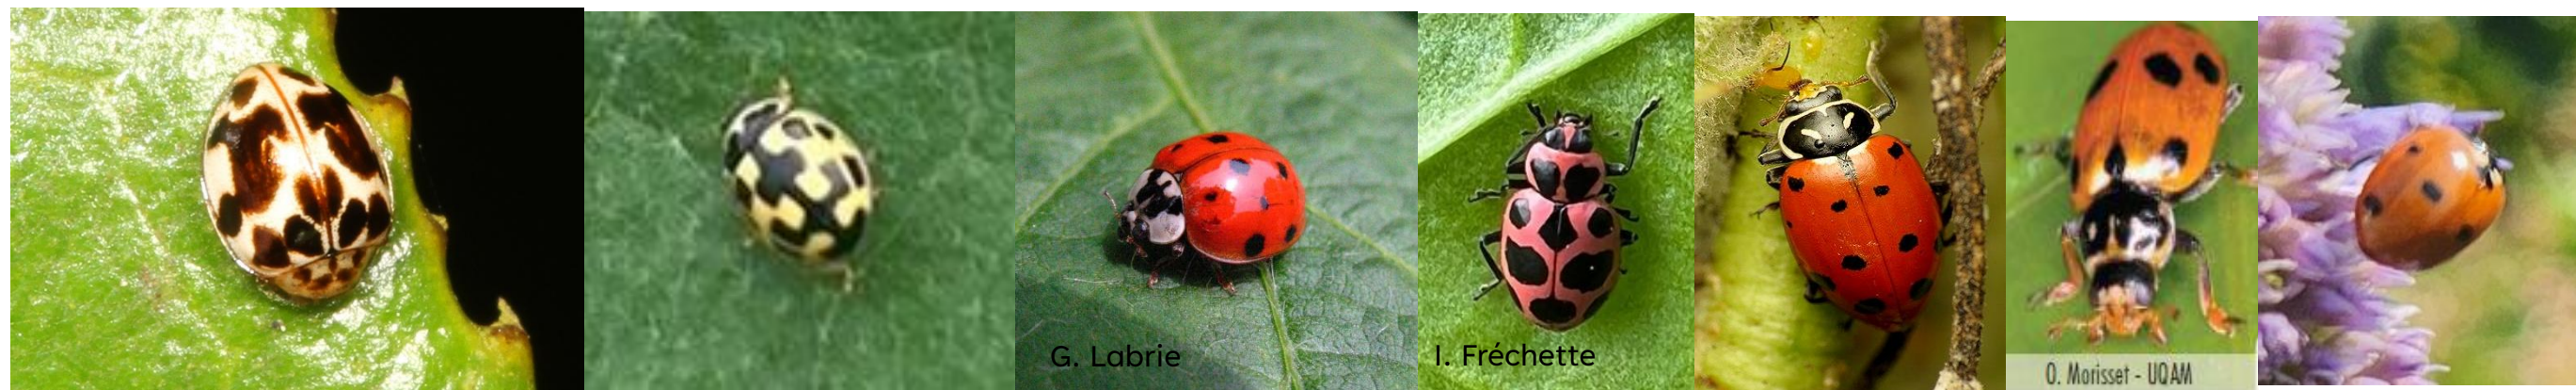 G. Labrie
I. Fréchette
O. Morisset - UQAM